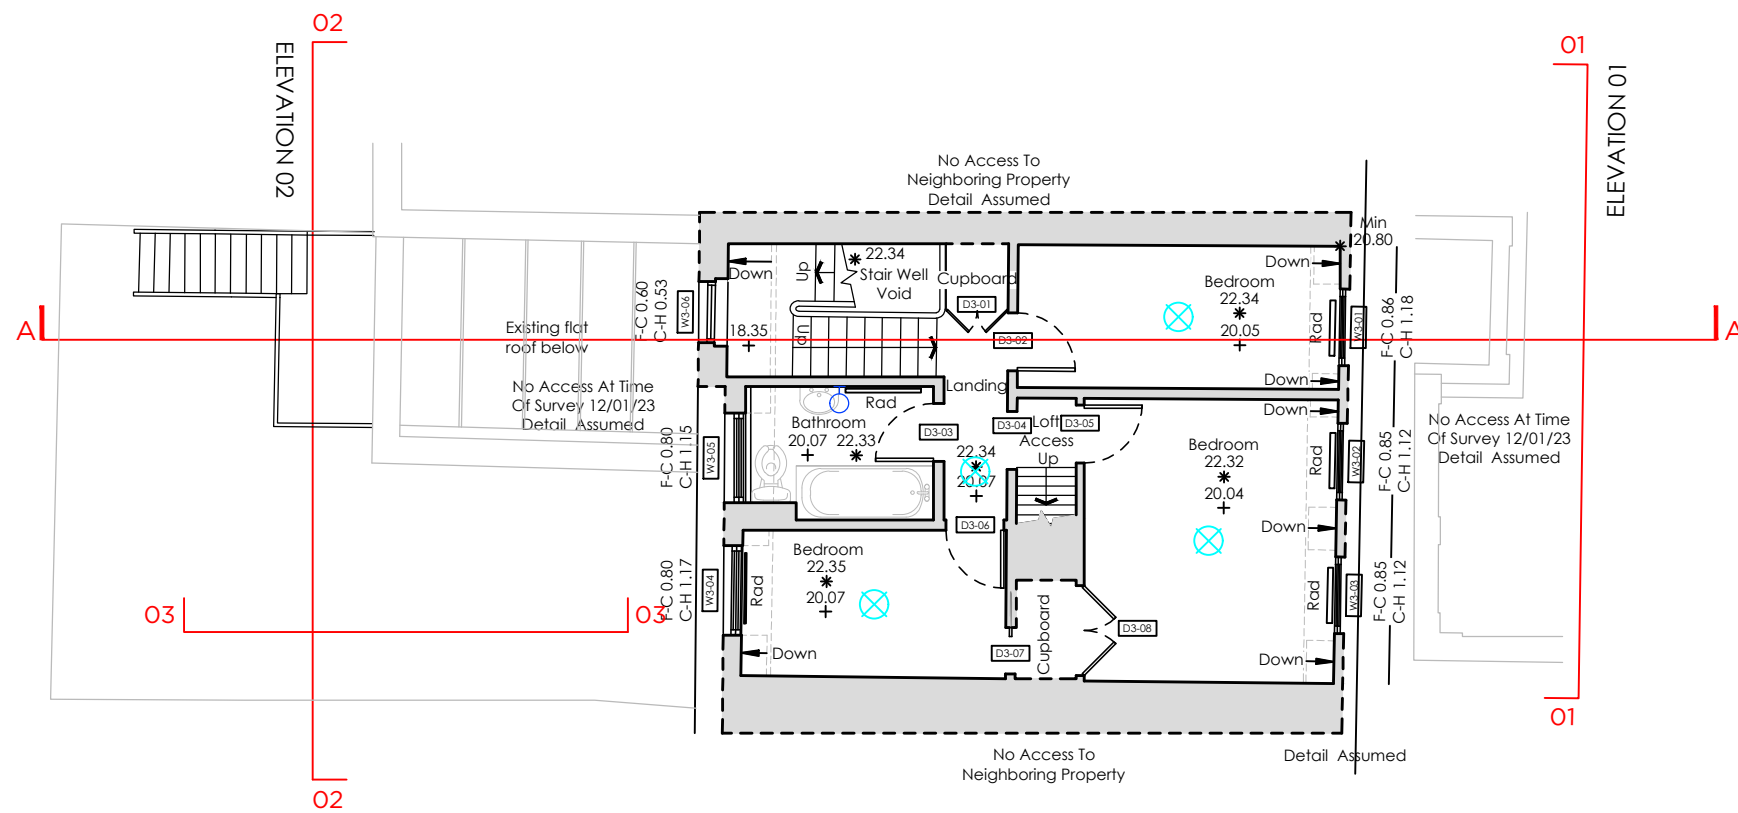 02
01
ELEVATION 02
ELEVATION 01
No Access To
Neighboring Property
Detail Assumed
Min
20.80
Down
Up
22.34
Stair Well
Void
Cupboard
D3-01
Down
Bedroom
22.34
20.05
Rad
W3-01
F-C 0.86
C-H 1.18
F-C 0.60
C-H 0.53
W3-06
18.35
Up
D3-02
A
A
Existing flat
roof below
No Access At Time
Of Survey 12/01/23
Detail Assumed
Landing
Down
Down
Rad
Bathroom
20.07 22.33
D3-03
D3-04
Loft
Access
Up
D3-05
22.34
20.07
Bedroom
22.32
20.04
Rad
W3-02
F-C 0.85
C-H 1.12
No Access At Time
Of Survey 12/01/23
Detail Assumed
F-C 0.80
C-H 1.15
W3-05
D3-06
Down
Bedroom
22.35
20.07
Rad
W3-04
F-C 0.80
C-H 1.17
Rad
W3-03
F-C 0.85
C-H 1.12
03
03
Down
D3-07
Cupboard
D3-08
Down
01
No Access To
Neighboring Property
Detail Assumed
02